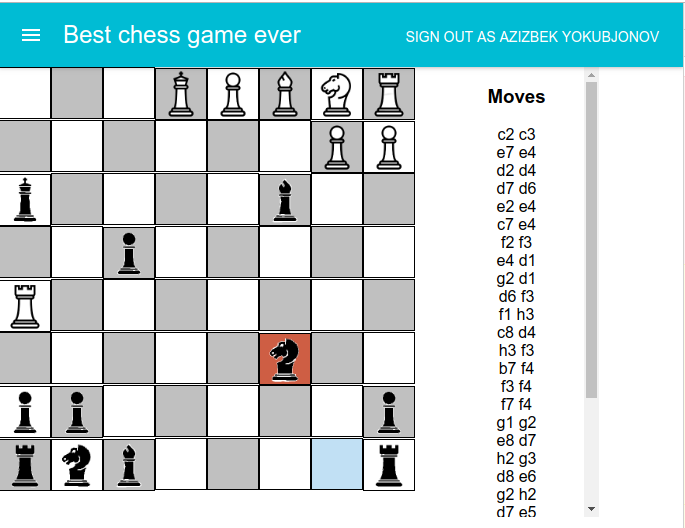 Best chess game ever
SIGN OUT AS AZIZBEK YOKUBJONOV
Moves
c2 c3
e7 e4
d2 d4
d7 d6
e2 e4
c7 e4
f2 f3
e4 d1
g2 d1
d6 f3
f1 h3
c8 d4
h3 f3
b7 f4
f3 f4
f7 f4
g1 g2
e8 d7
h2 g3
d8 e6
g2 h2
d7 e5